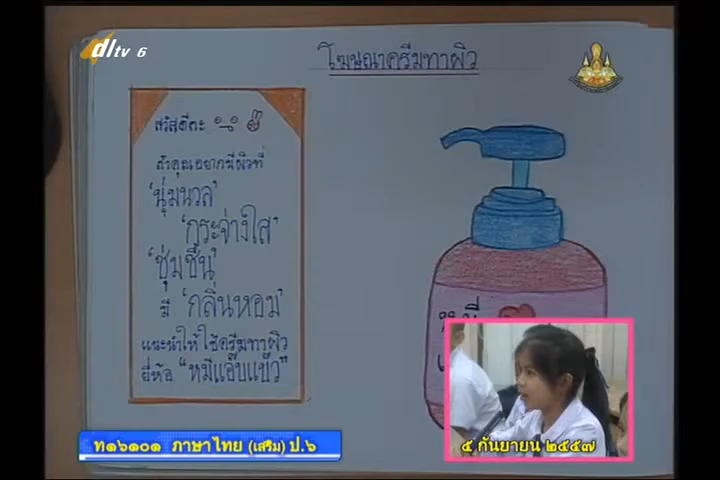 dltv 6
โฆษณาครีมทาผิว
สวัสดีคะ
ถ้าคุณอยากมีผิวที่
'นุ่มนวล'
'กระจ่างใส'
'ชุ่มชื่น'
มี 'กลิ่นหอม'
แนะนำให้ใช้ครีมทาผิว
ยี่ห้อ "หมีแอ๊บแบ๊ว"
ท๑๖๑๐๑ ภาษาไทย (เสริม) ป.๖
๕ กันยายน ๒๕๕๗